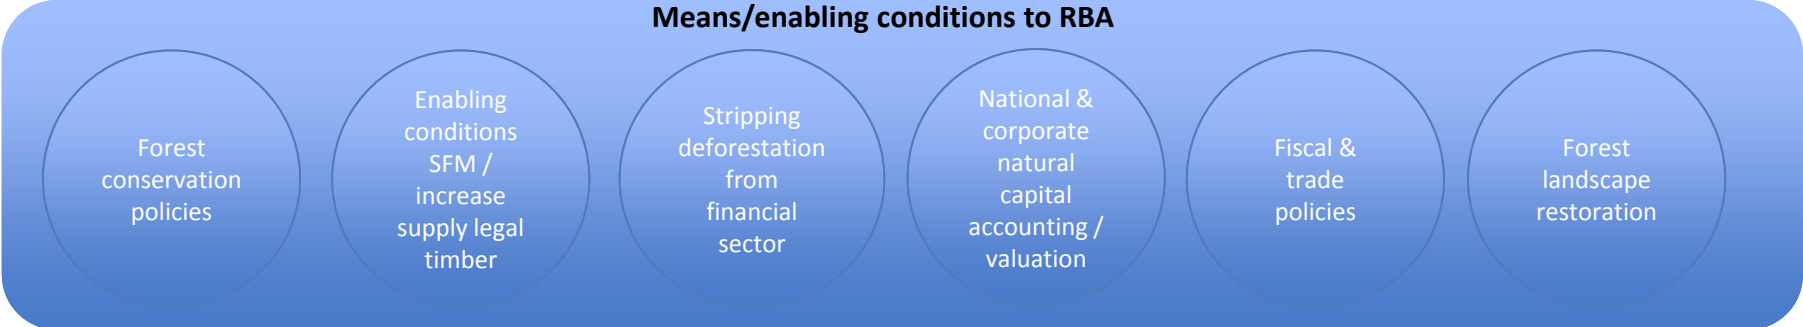 Means/enabling conditions to RBA
Forest
conservation
policies
Enabling
conditions
SFM /
increase
supply legal
timber
Stripping
deforestation
from
financial
sector
National &
corporate
natural
capital
accounting /
valuation
Fiscal &
trade
policies
Forest
landscape
restoration